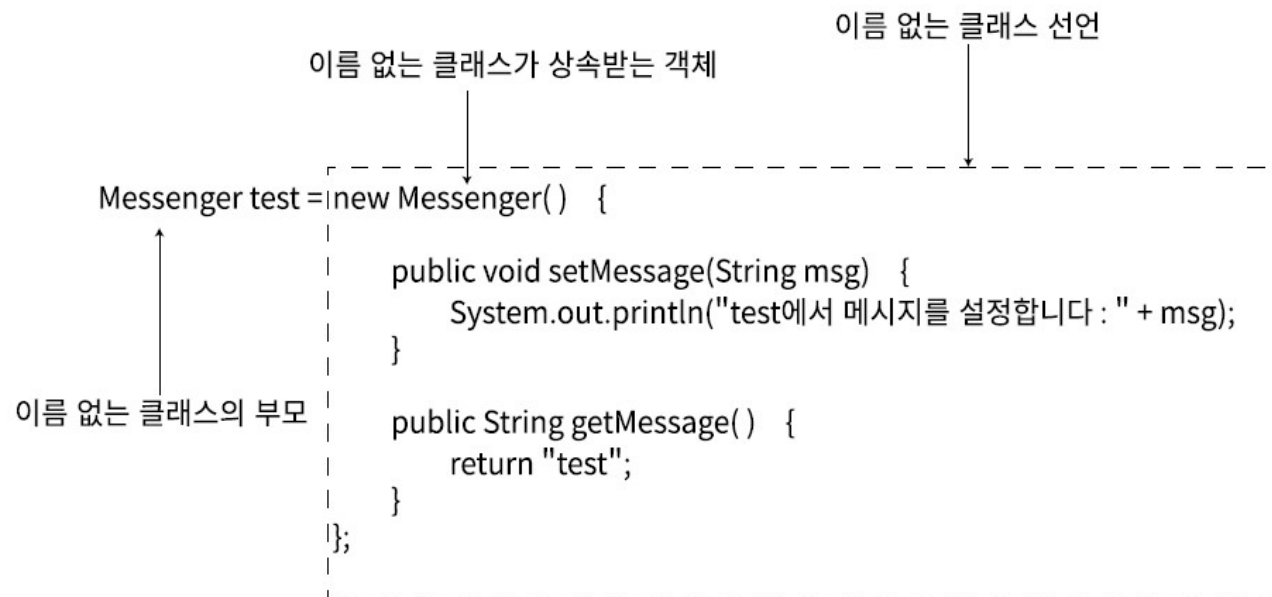 이름 없는 클래스 선언
이름 없는 클래스가 상속받는 객체
Messenger test = new Messenger( ) {
public void setMessage(String msg) {
System.out.println("test에서 메시지를 설정합니다 : " + msg);
}
이름 없는 클래스의 부모
public String getMessage( ) {
return "test";
}
};